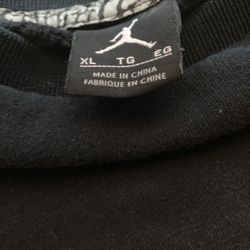 XL TG EG
MADE IN CHINA
FABRIQUE EN CHINE